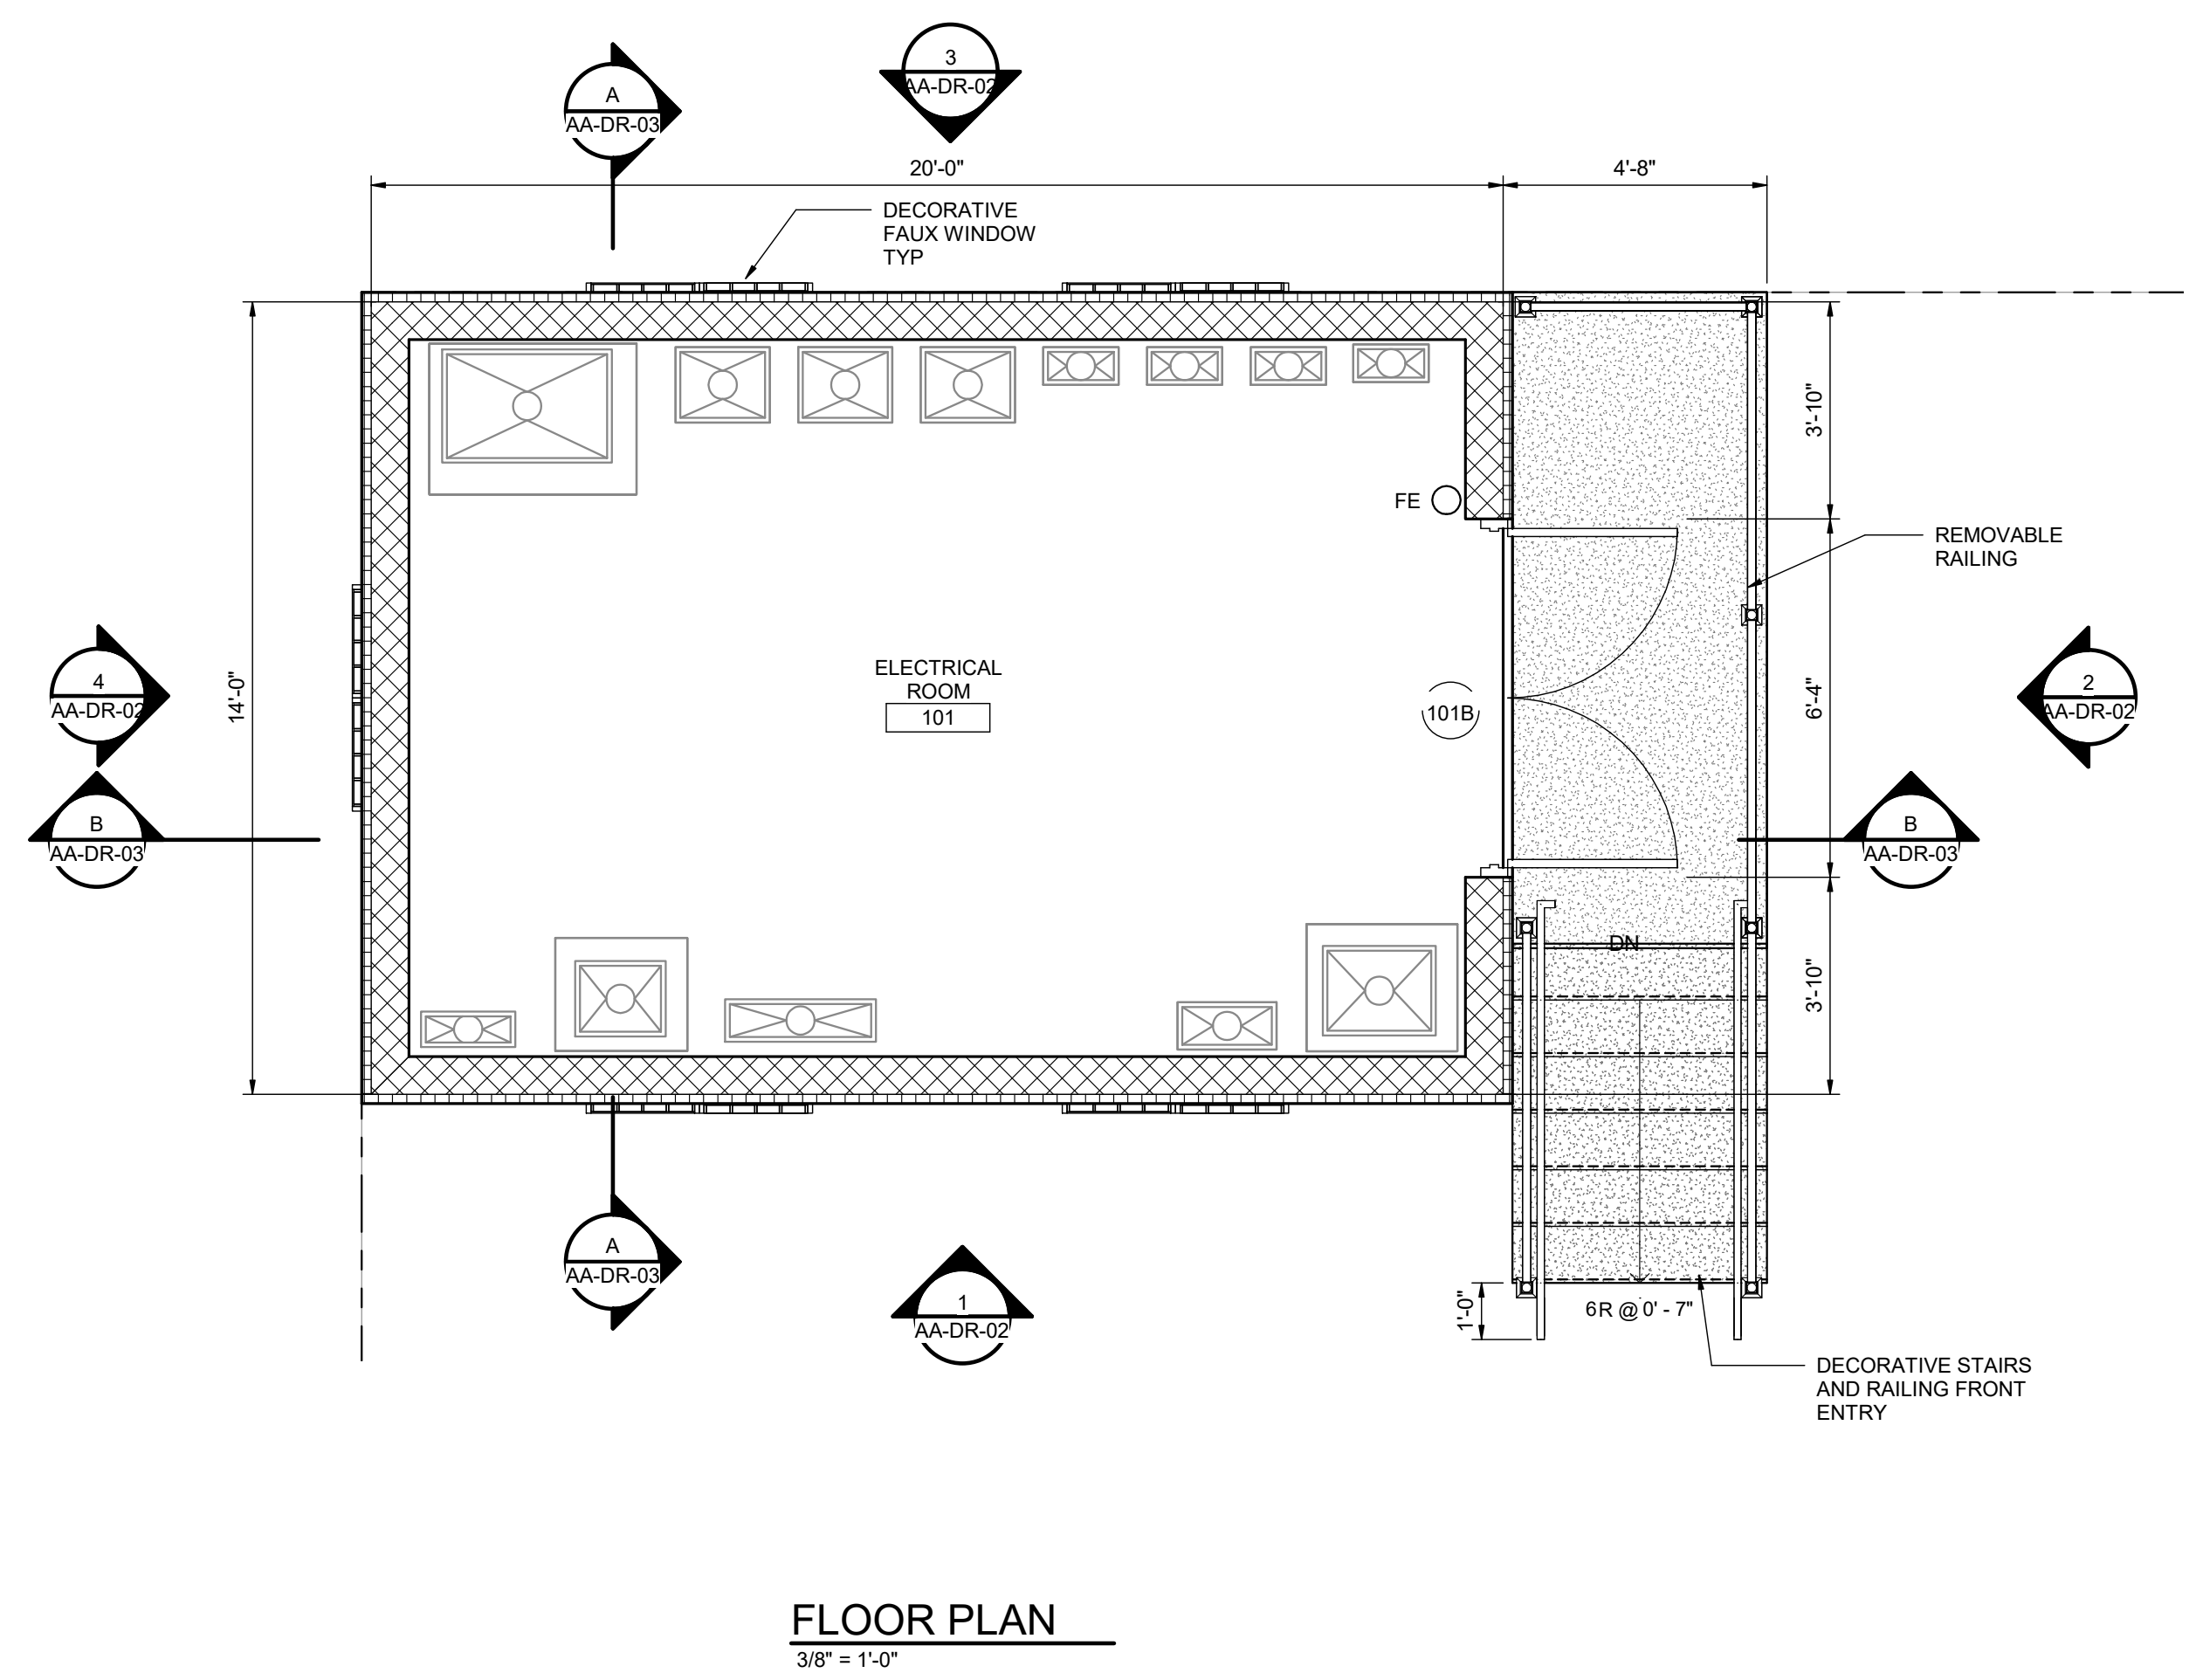 3
AA-DR-02
A
AA-DR-03
20'-0"
4'-8"
DECORATIVE
FAUX WINDOW
TYP
3'-10"
FE
REMOVABLE
RAILING
ELECTRICAL
ROOM
101
101B
14'-0"
6'-4"
4
AA-DR-02
2
AA-DR-02
B
AA-DR-03
B
AA-DR-03
DN
3'-10"
A
AA-DR-03
1
AA-DR-02
1'-0"
6R @ 0' - 7"
DECORATIVE STAIRS
AND RAILING FRONT
ENTRY
FLOOR PLAN
3/8" = 1'-0"